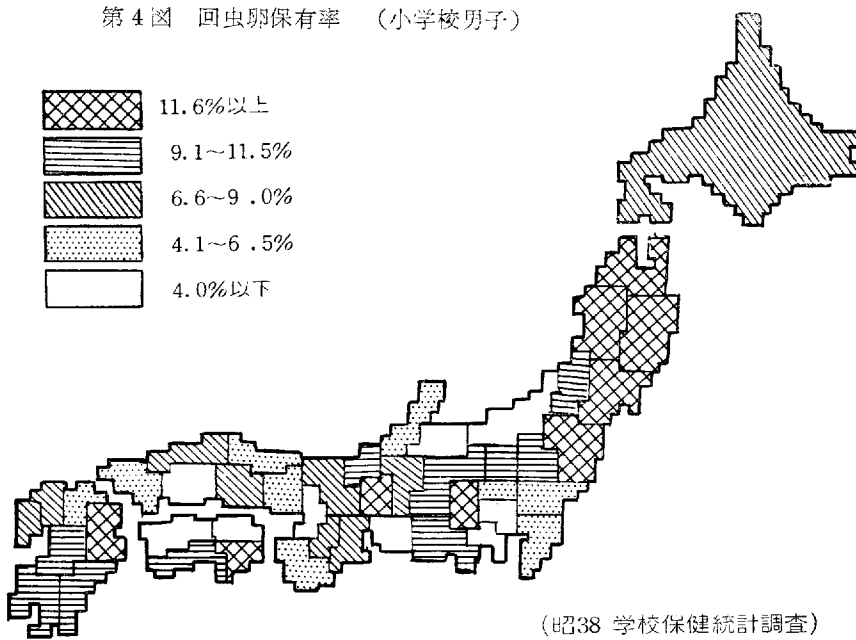 第4図 回虫卵保有率 (小学校男子)
11.6%以上
9.1~11.5%
6.6~9.0%
4.1~6.5%
4.0%以下
(昭38 学校保健統計調査)